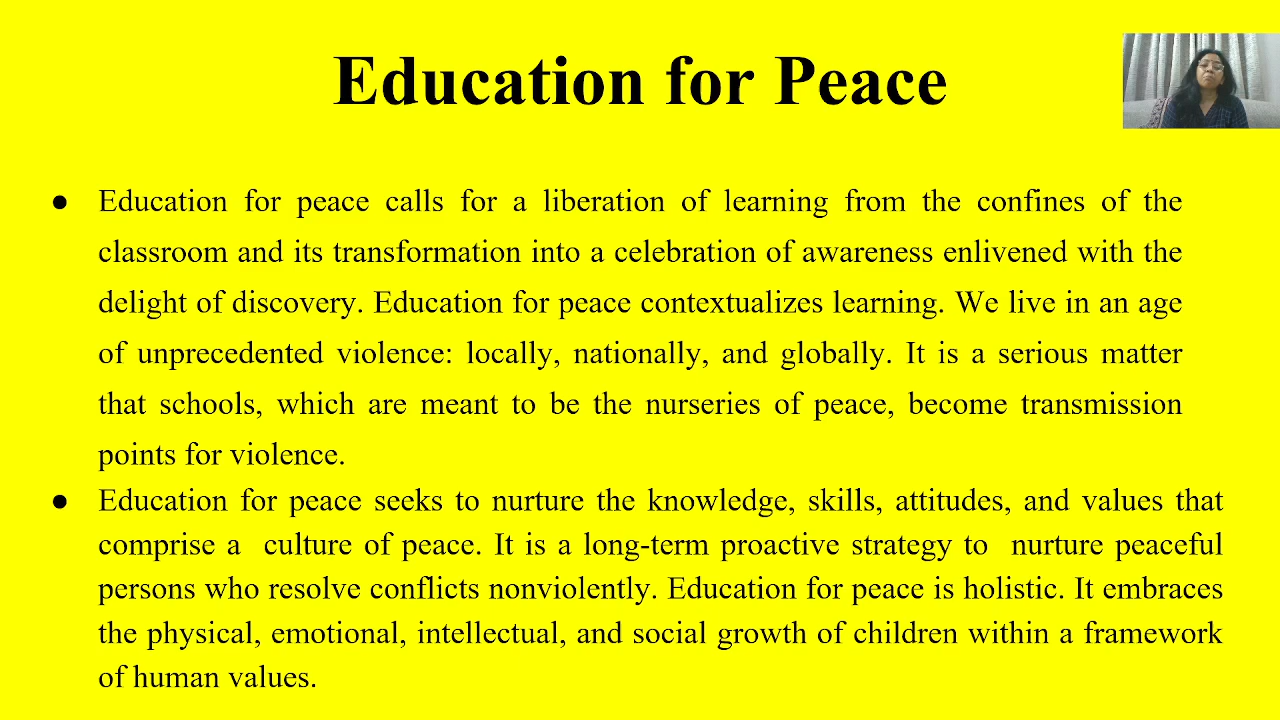 Education for Peace
● Education for peace calls for a liberation of learning from the confines of the
classroom and its transformation into a celebration of awareness enlivened with the
delight of discovery. Education for peace contextualizes learning. We live in an age
of unprecedented violence: locally, nationally, and globally. It is a serious matter
that schools, which are meant to be the nurseries of peace, become transmission
points for violence.
● Education for peace seeks to nurture the knowledge, skills, attitudes, and values that
comprise a  culture of peace. It is a long-term proactive strategy to  nurture peaceful
persons who resolve conflicts nonviolently. Education for peace is holistic. It embraces
the physical, emotional, intellectual, and social growth of children within a framework
of human values.